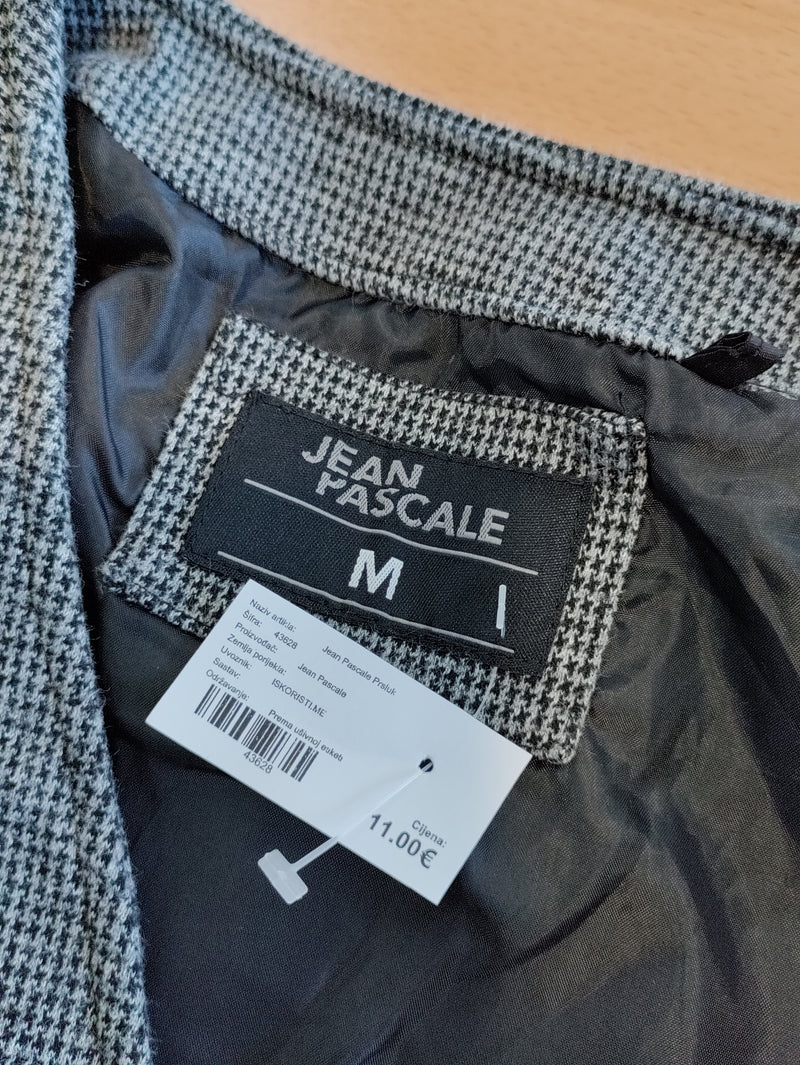 JEAN
PASCALE
M
Naziv artikla: Jean Pascale Prsluk
Šifra: 43628
Proizvođač: Jean Pascale
Zemlja porijekla:
Uvoznik: ISKORISTI.ME
Sastav:
Održavanje: Prema ušivnoj etiketi
43628
Cijena:
11.00€